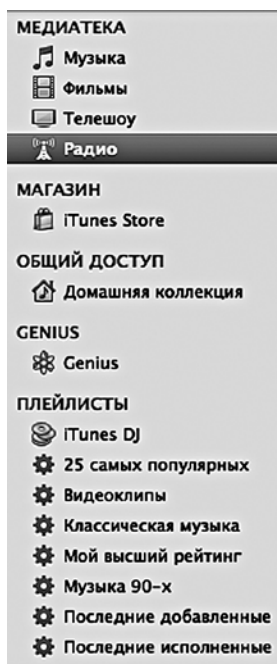 МЕДИАТЕКА
Музыка
Фильмы
Телешоу
Радио
МАГАЗИН
iTunes Store
ОБЩИЙ ДОСТУП
Домашняя коллекция
GENIUS
Genius
ПЛЕЙЛИСТЫ
iTunes DJ
25 самых популярных
Видеоклипы
Классическая музыка
Мой высший рейтинг
Музыка 90-х
Последние добавленные
Последние исполненные